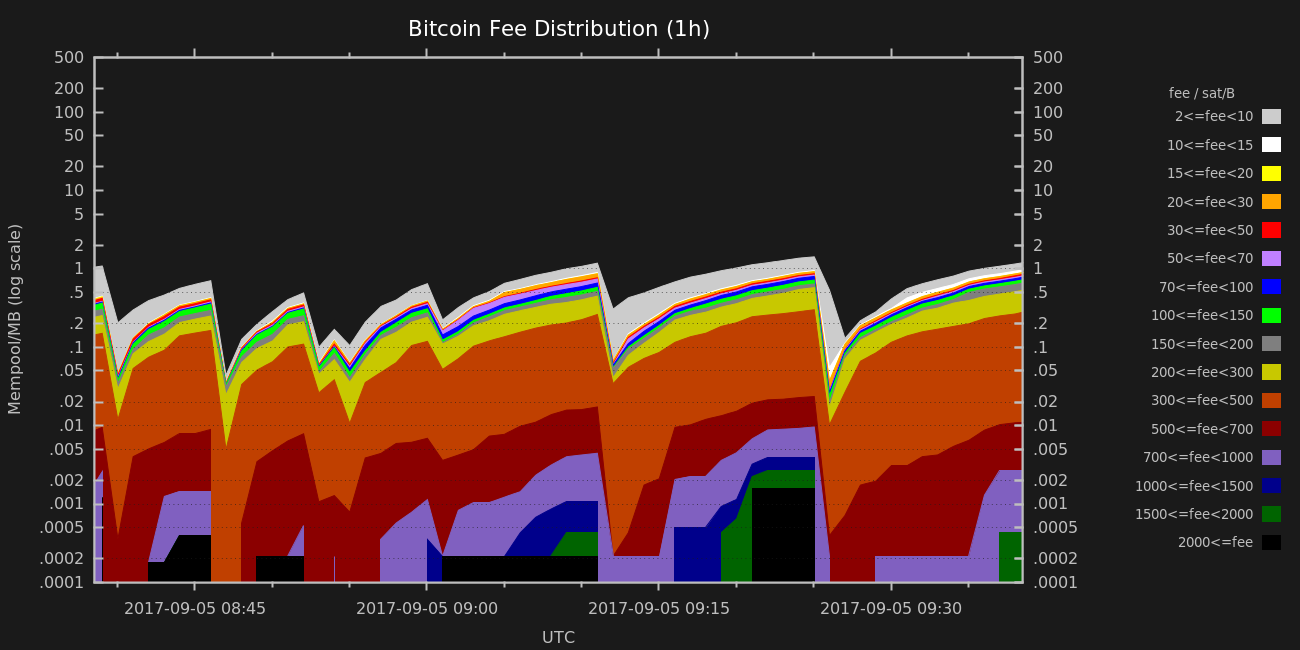 Bitcoin Fee Distribution (1h)
Mempool/MB (log scale)
500
200
100
50
20
10
5
2
1
.5
.2
.1
.05
.02
.01
.005
.002
.001
.0005
.0002
.0001
500
200
100
50
20
10
5
2
1
.5
.2
.1
.05
.02
.01
.005
.002
.001
.0005
.0002
.0001
2017-09-05 08:45
2017-09-05 09:00
2017-09-05 09:15
2017-09-05 09:30
UTC
fee / sat/B
2<=fee<10
10<=fee<15
15<=fee<20
20<=fee<30
30<=fee<50
50<=fee<70
70<=fee<100
100<=fee<150
150<=fee<200
200<=fee<300
300<=fee<500
500<=fee<700
700<=fee<1000
1000<=fee<1500
1500<=fee<2000
2000<=fee